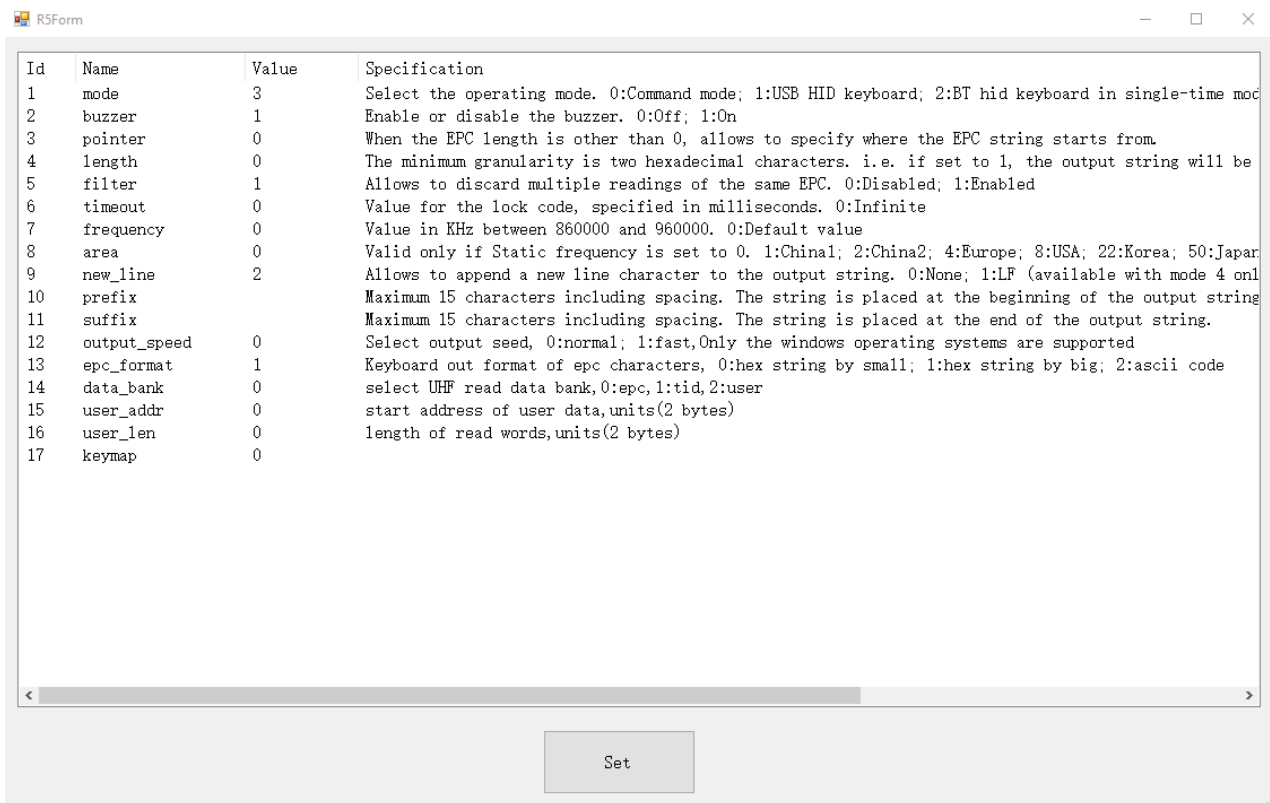 R5Form
Id Name Value Specification
1 mode 3 Select the operating mode. 0:Command mode; 1:USB HID keyboard; 2:BT hid keyboard in single-time mod
2 buzzer 1 Enable or disable the buzzer. 0:Off; 1:On
3 pointer 0 When the EPC length is other than 0, allows to specify where the EPC string starts from.
4 length 0 The minimum granularity is two hexadecimal characters. i.e. if set to 1, the output string will be
5 filter 1 Allows to discard multiple readings of the same EPC. 0:Disabled; 1:Enabled
6 timeout 0 Value for the lock code, specified in milliseconds. 0:Infinite
7 frequency 0 Value in KHz between 860000 and 960000. 0:Default value
8 area 0 Valid only if Static frequency is set to 0. 1:China1; 2:China2; 4:Europe; 8:USA; 22:Korea; 50:Japan
9 new_line 2 Allows to append a new line character to the output string. 0:None; 1:LF (available with mode 4 onl
10 prefix Maximum 15 characters including spacing. The string is placed at the beginning of the output string
11 suffix Maximum 15 characters including spacing. The string is placed at the end of the output string.
12 output_speed 0 Select output seed, 0:normal; 1:fast,Only the windows operating systems are supported
13 epc_format 1 Keyboard out format of epc characters, 0:hex string by small; 1:hex string by big; 2:ascii code
14 data_bank 0 select UHF read data bank,0:epc,1:tid,2:user
15 user_addr 0 start address of user data,units(2 bytes)
16 user_len 0 length of read words,units(2 bytes)
17 keymap 0
Set